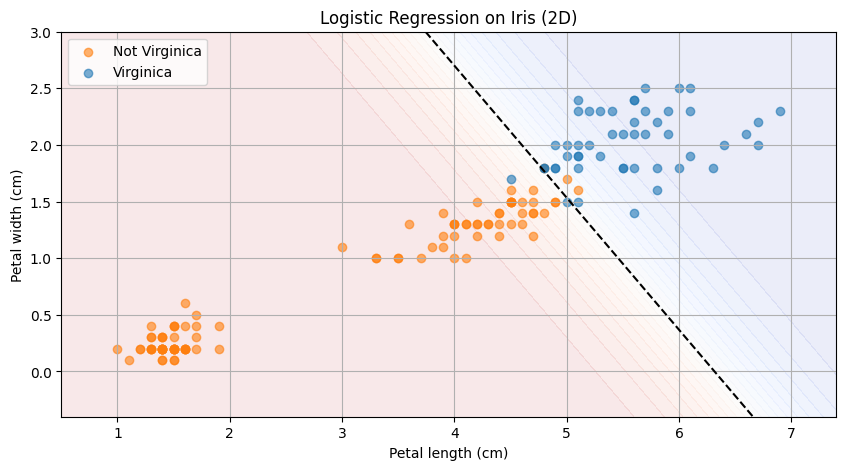 Logistic Regression on Iris (2D)
Not Virginica
Virginica
Petal width (cm)
3.0
2.5
2.0
1.5
1.0
0.5
0.0
1 2 3 4 5 6 7
Petal length (cm)